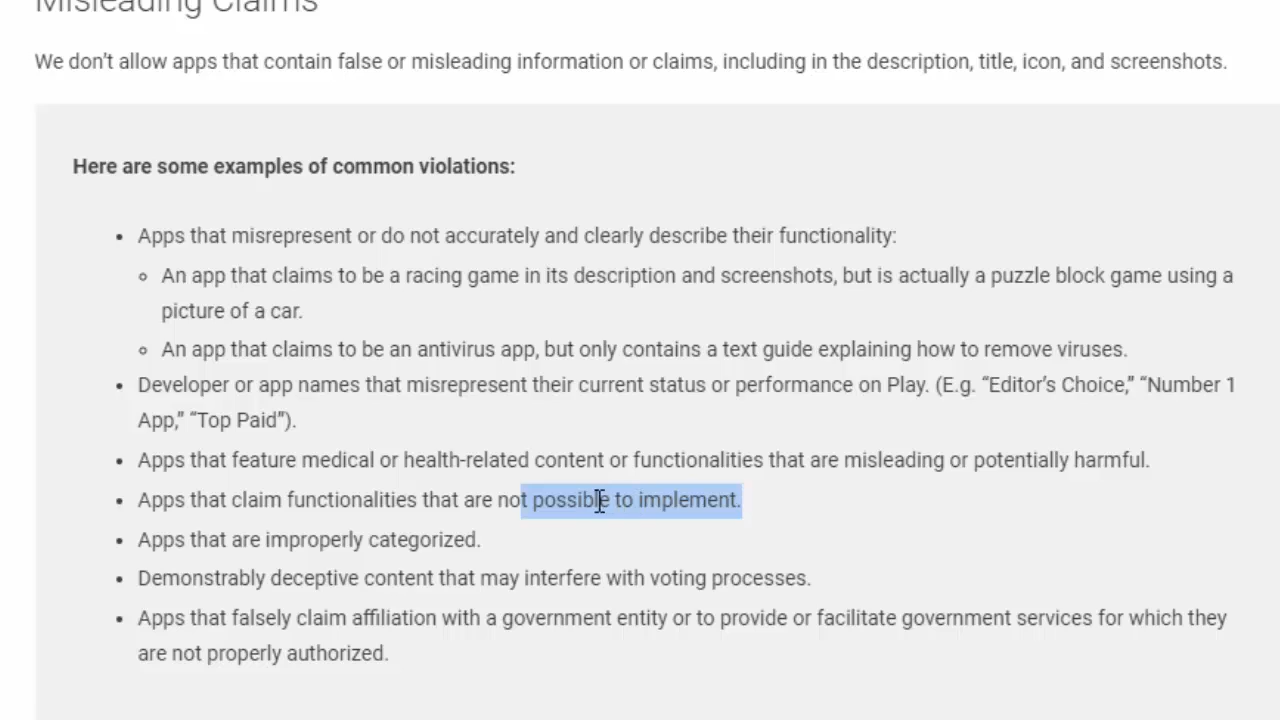 Misleading Claims
We don't allow apps that contain false or misleading information or claims, including in the description, title, icon, and screenshots.
Here are some examples of common violations:
• Apps that misrepresent or do not accurately and clearly describe their functionality:
◦ An app that claims to be a racing game in its description and screenshots, but is actually a puzzle block game using a
picture of a car.
◦ An app that claims to be an antivirus app, but only contains a text guide explaining how to remove viruses.
• Developer or app names that misrepresent their current status or performance on Play. (E.g. “Editor’s Choice,” “Number 1
App,” “Top Paid”).
• Apps that feature medical or health-related content or functionalities that are misleading or potentially harmful.
• Apps that claim functionalities that are not possible to implement.
• Apps that are improperly categorized.
• Demonstrably deceptive content that may interfere with voting processes.
• Apps that falsely claim affiliation with a government entity or to provide or facilitate government services for which they
are not properly authorized.